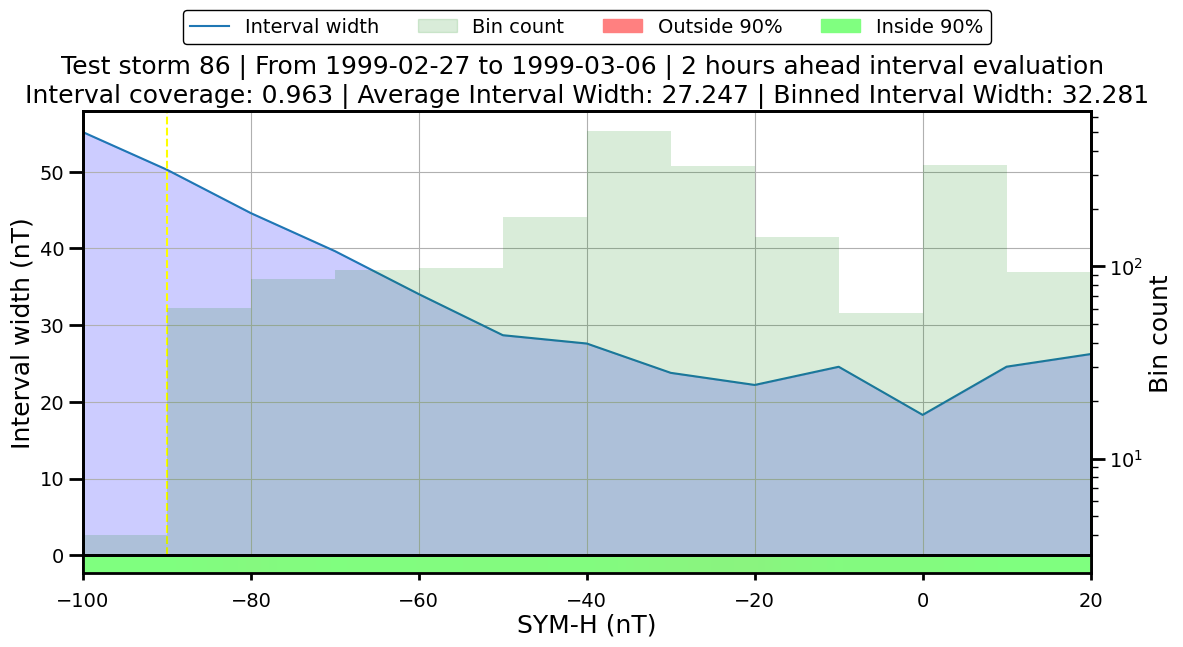 Interval width Bin count Outside 90% Inside 90%
Test storm 86 | From 1999-02-27 to 1999-03-06 | 2 hours ahead interval evaluation
Interval coverage: 0.963 | Average Interval Width: 27.247 | Binned Interval Width: 32.281
Interval width (nT)
50
40
30
20
10
0
10²
10¹
Bin count
−100 −80 −60 −40 −20 0 20
SYM-H (nT)